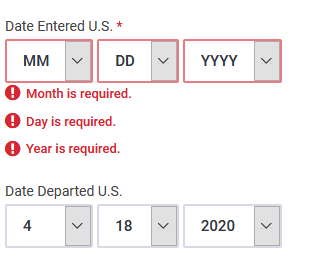 Date Entered U.S. *
MM DD YYYY
Month is required.
Day is required.
Year is required.
Date Departed U.S.
4 18 2020